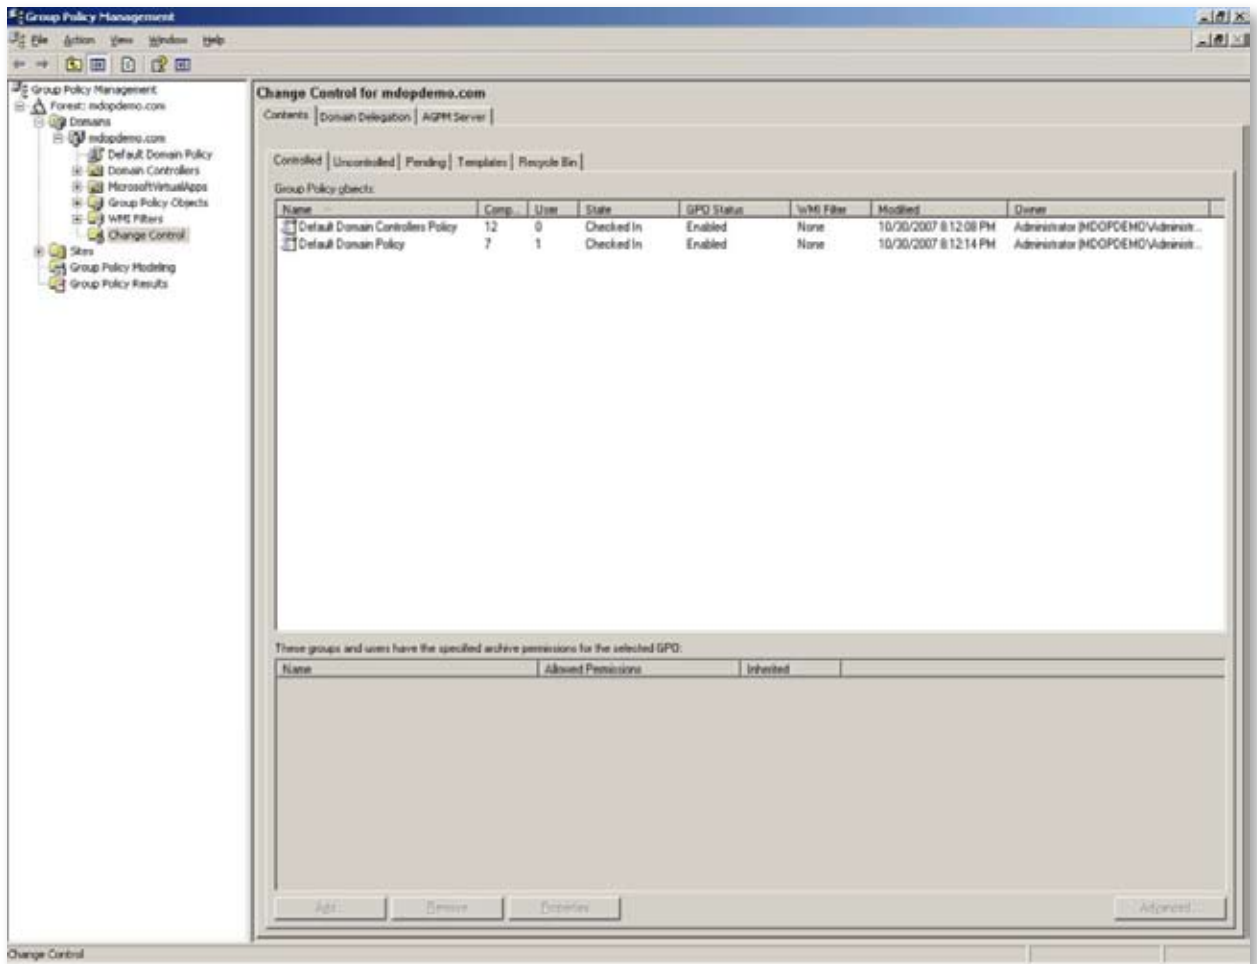 Group Policy Management
File Action View Window Help
Group Policy Management
Forest: mdopdemo.com
Domains
mdopdemo.com
Default Domain Policy
Domain Controllers
MicrosoftVirtualApps
Group Policy Objects
WMI Filters
Change Control
Sites
Group Policy Modeling
Group Policy Results
Change Control for mdopdemo.com
Contents Domain Delegation AGPM Server
Controlled Uncontrolled Pending Templates Recycle Bin
Group Policy objects:
Name Comp... User State GPO Status WMI Filter Modified Owner
Default Domain Controllers Policy 12 0 Checked In Enabled None 10/30/2007 8:12:08 PM Administrator (MDOPDEMO\Administr...
Default Domain Policy 7 1 Checked In Enabled None 10/30/2007 8:12:14 PM Administrator (MDOPDEMO\Administr...
These groups and users have the specified archive permissions for the selected GPO:
Name Allowed Permissions Inherited
Add... Remove Properties Advanced...
Change Control